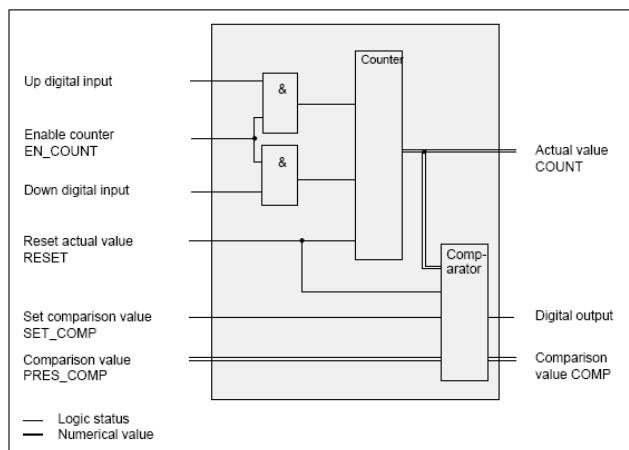 Counter
Up digital input
&
Enable counter
EN_COUNT
Actual value
COUNT
&
Down digital input
Reset actual value
RESET
Comp-
arator
Set comparison value
SET_COMP
Digital output
Comparison value
PRES_COMP
Comparison
value COMP
Logic status
Numerical value